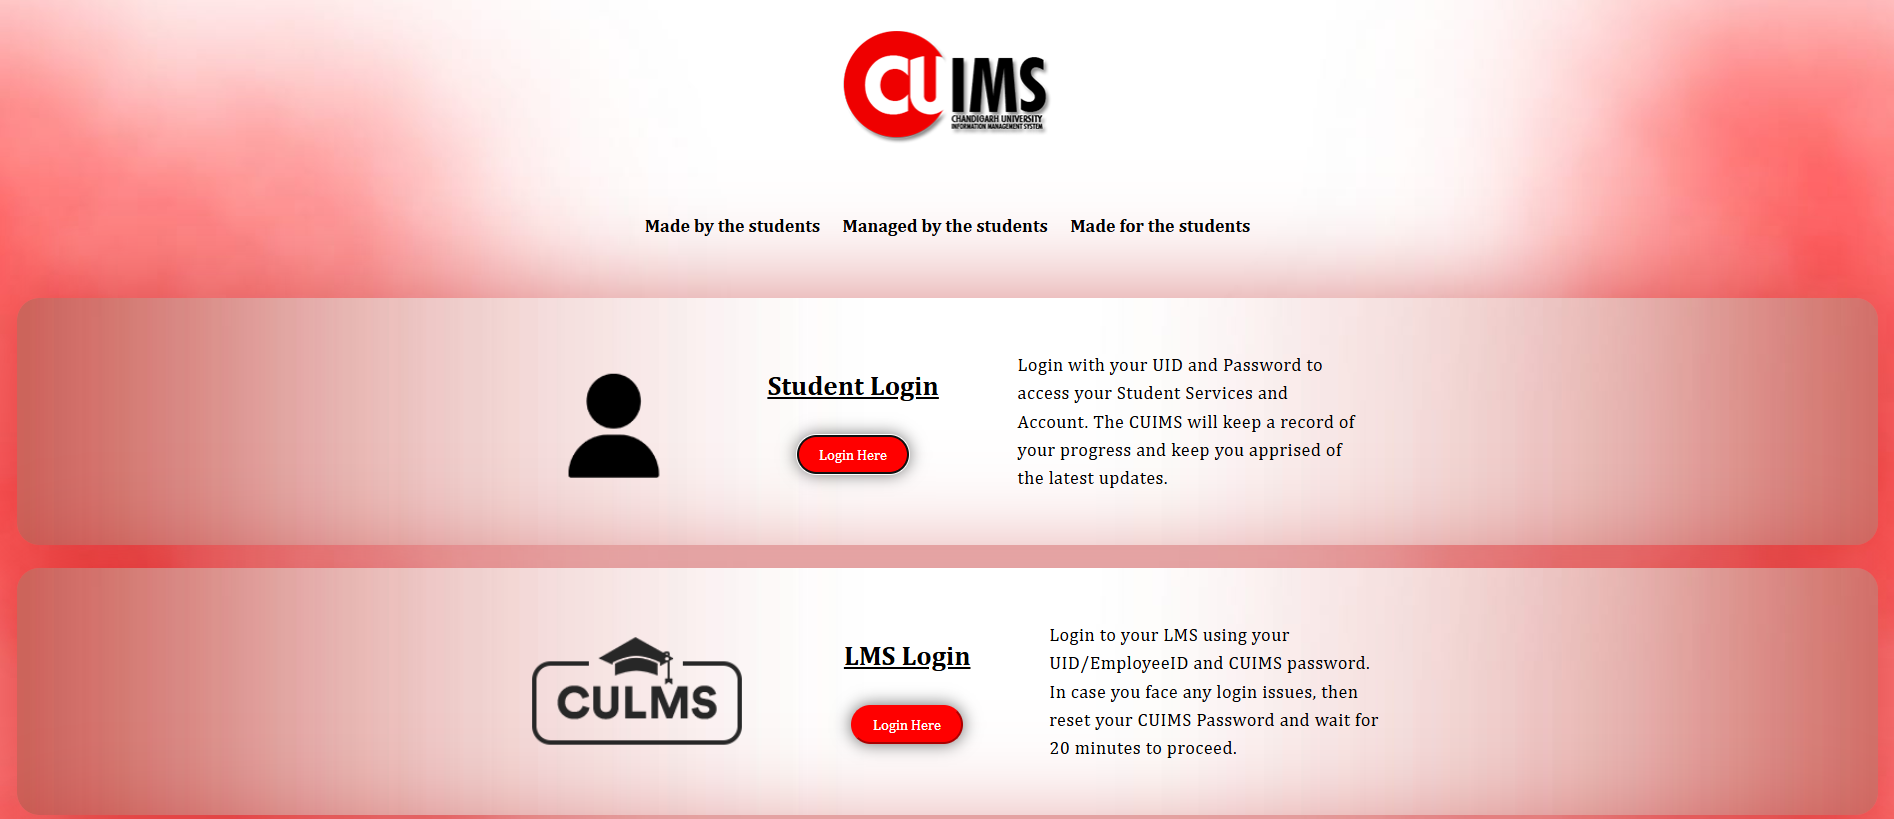 CUIMS
CHANDIGARH UNIVERSITY
INFORMATION MANAGEMENT SYSTEM
Made by the students Managed by the students Made for the students
Student Login
Login Here
Login with your UID and Password to
access your Student Services and
Account. The CUIMS will keep a record of
your progress and keep you apprised of
the latest updates.
CULMS
LMS Login
Login Here
Login to your LMS using your
UID/EmployeeID and CUIMS password.
In case you face any login issues, then
reset your CUIMS Password and wait for
20 minutes to proceed.